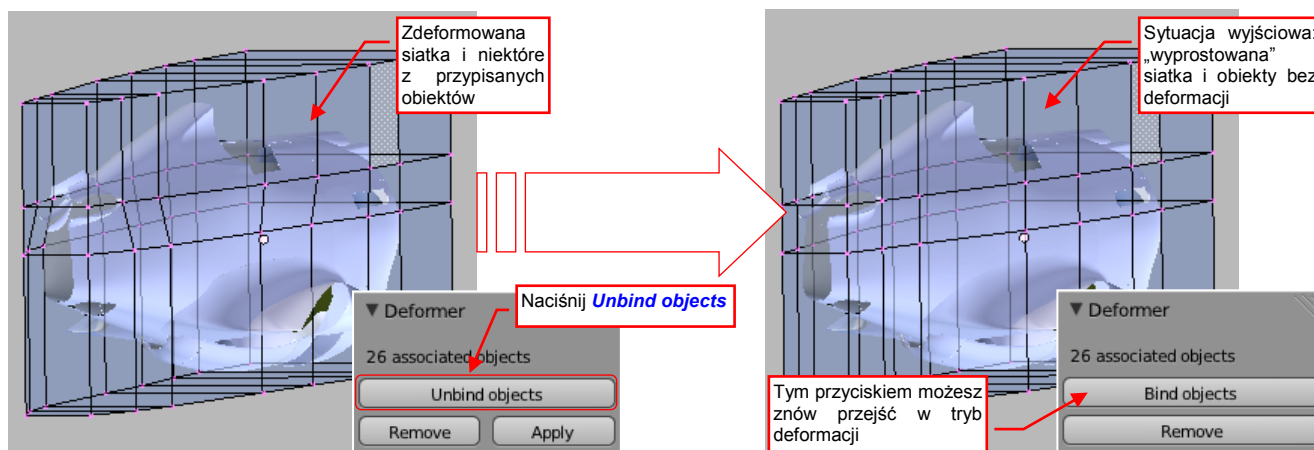 Zdeformowana
siatka i niektóre
z przypisanych
obiektów
Naciśnij Unbind objects
Deformer
26 associated objects
Unbind objects
Remove Apply
Sytuacja wyjściowa:
„wyprostowana”
siatka i obiekty bez
deformacji
Tym przyciskiem możesz
znów przejść w tryb
deformacji
Deformer
26 associated objects
Bind objects
Remove